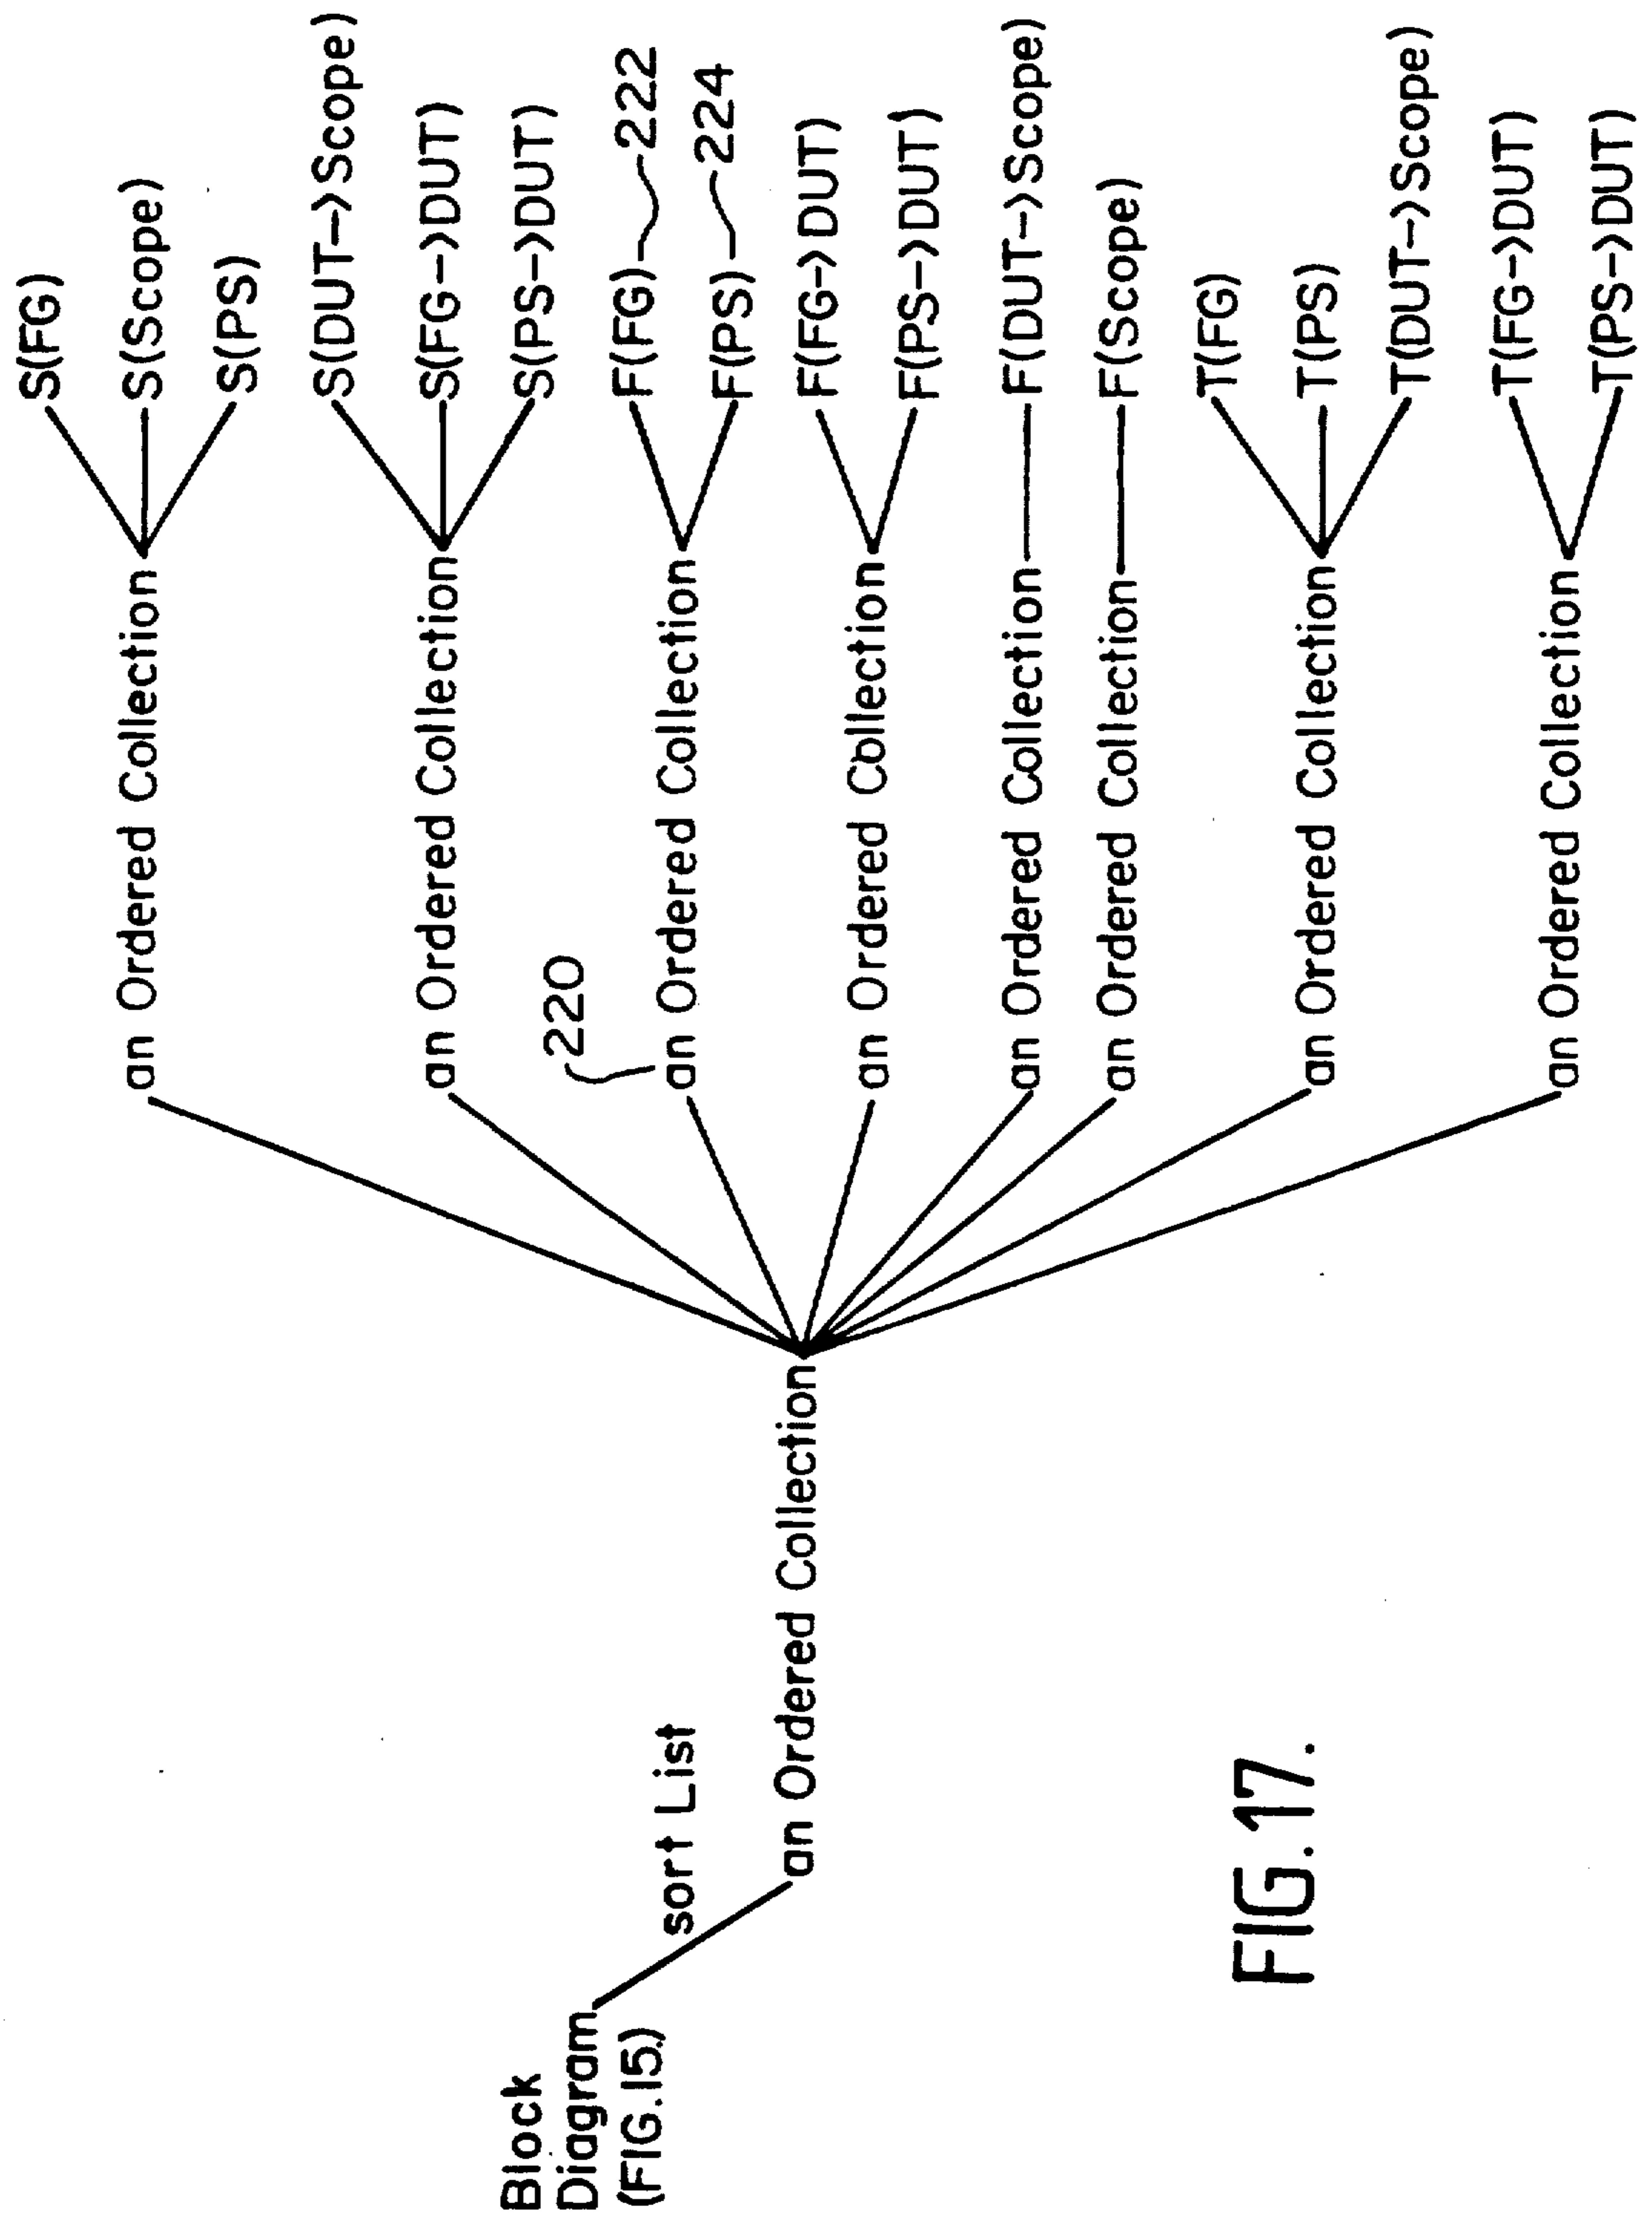 Block
Diagram
(FIG.15.)
sort List
an Ordered Collection
an Ordered Collection
S(FG)
S(Scope)
S(PS)
an Ordered Collection
S(DUT->Scope)
S(FG->DUT)
S(PS->DUT)
220
an Ordered Collection
F(FG)
222
F(PS)
224
an Ordered Collection
F(FG->DUT)
F(PS->DUT)
an Ordered Collection
F(DUT->Scope)
an Ordered Collection
F(Scope)
an Ordered Collection
T(FG)
T(PS)
T(DUT->Scope)
an Ordered Collection
T(FG->DUT)
T(PS->DUT)
FIG.17.